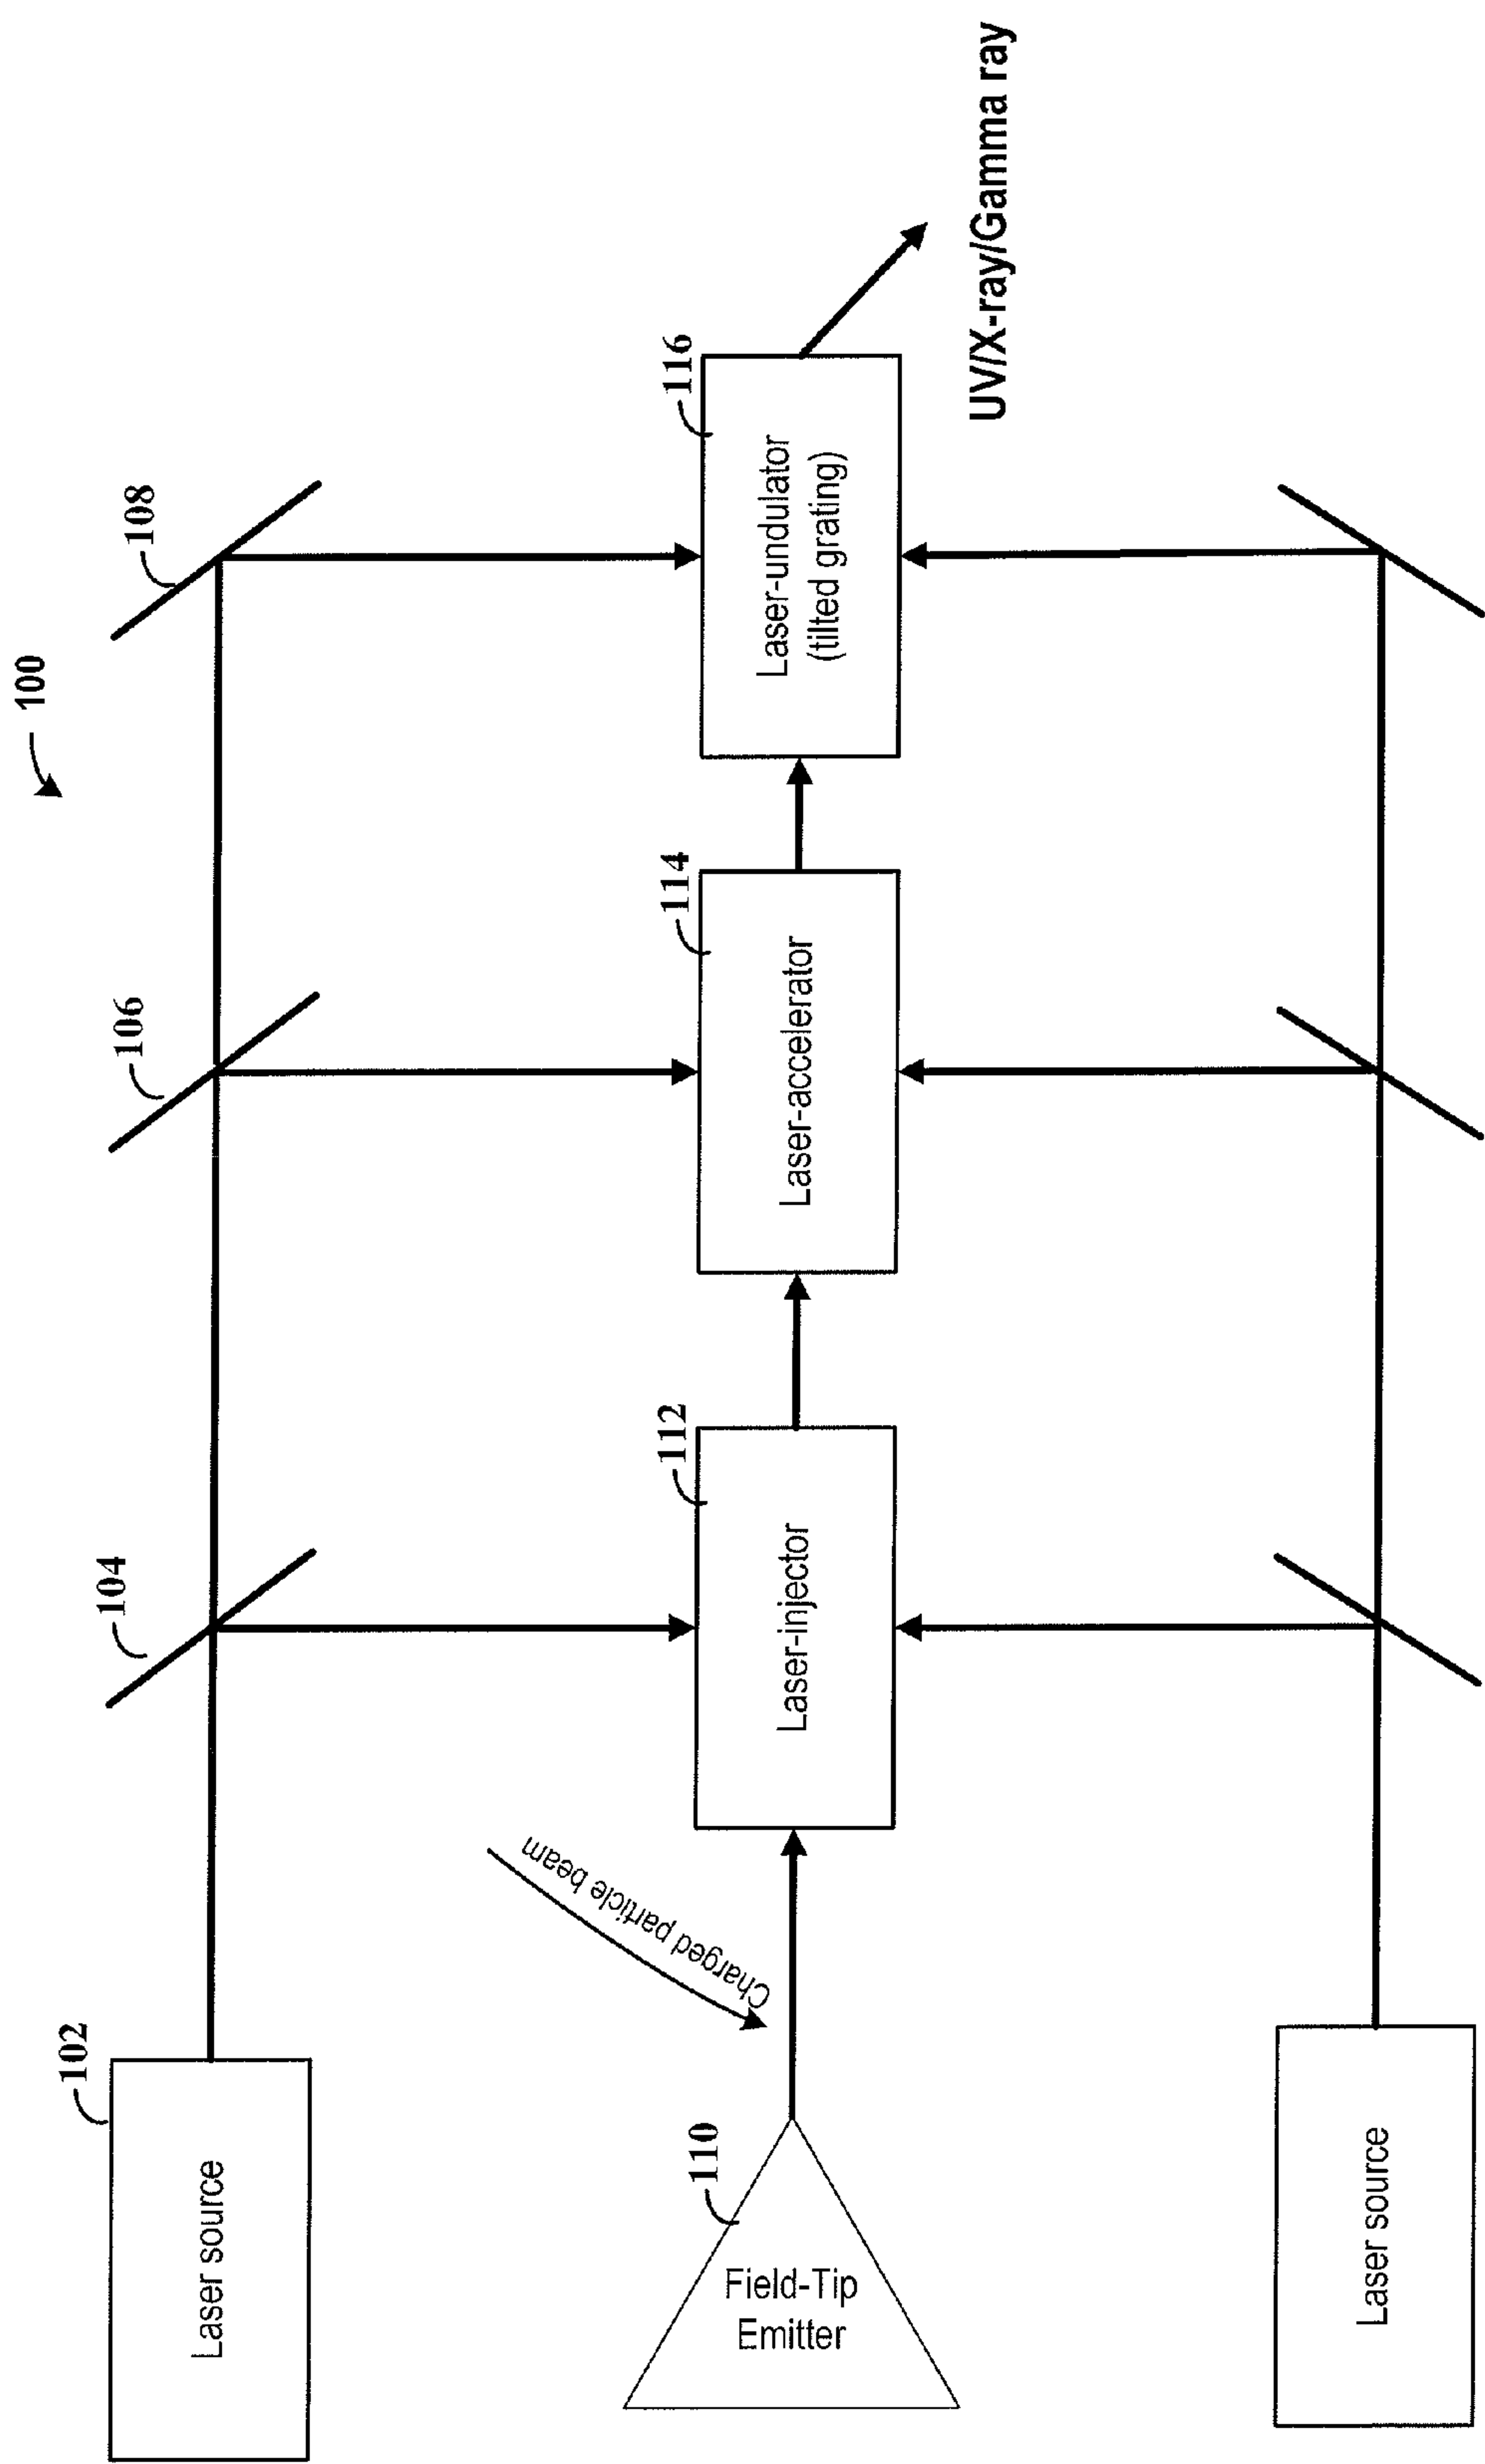 100
102
Laser source
104
106
108
Charged particle beam
110
Field-Tip
Emitter
112
Laser-injector
114
Laser-accelerator
116
Laser-undulator
(tilted grating)
UV/X-ray/Gamma ray
Laser source